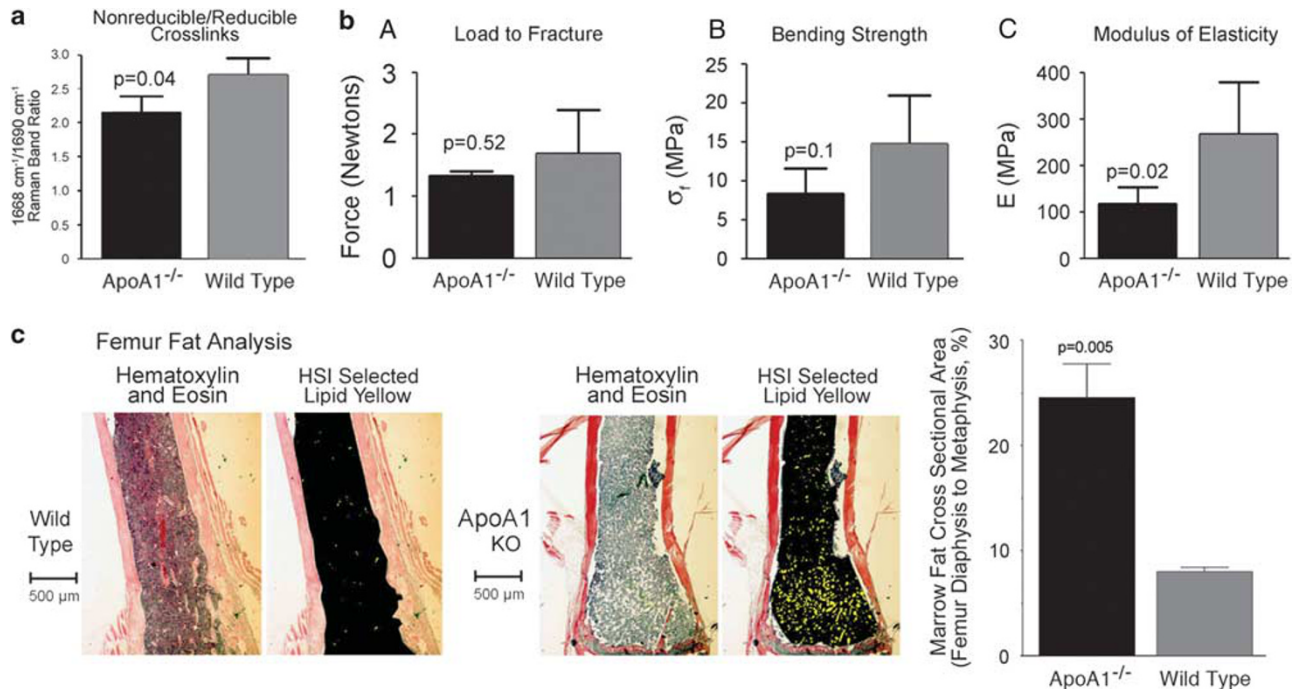 a
Nonreducible/Reducible
Crosslinks
1668 cm⁻¹/1690 cm⁻¹
Raman Band Ratio
3.0
2.5
2.0
1.5
1.0
0.5
0
p=0.04
ApoA1⁻/⁻ Wild Type
b
A
Load to Fracture
Force (Newtons)
3
2
1
0
p=0.52
ApoA1⁻/⁻ Wild Type
B
Bending Strength
σf (MPa)
25
20
15
10
5
0
p=0.1
ApoA1⁻/⁻ Wild Type
C
Modulus of Elasticity
E (MPa)
400
300
200
100
0
p=0.02
ApoA1⁻/⁻ Wild Type
c
Femur Fat Analysis
Hematoxylin
and Eosin
HSI Selected
Lipid Yellow
Wild
Type
500 µm
Hematoxylin
and Eosin
HSI Selected
Lipid Yellow
ApoA1
KO
500 µm
Marrow Fat Cross Sectional Area
(Femur Diaphysis to Metaphysis, %)
30
20
10
0
p=0.005
ApoA1⁻/⁻ Wild Type